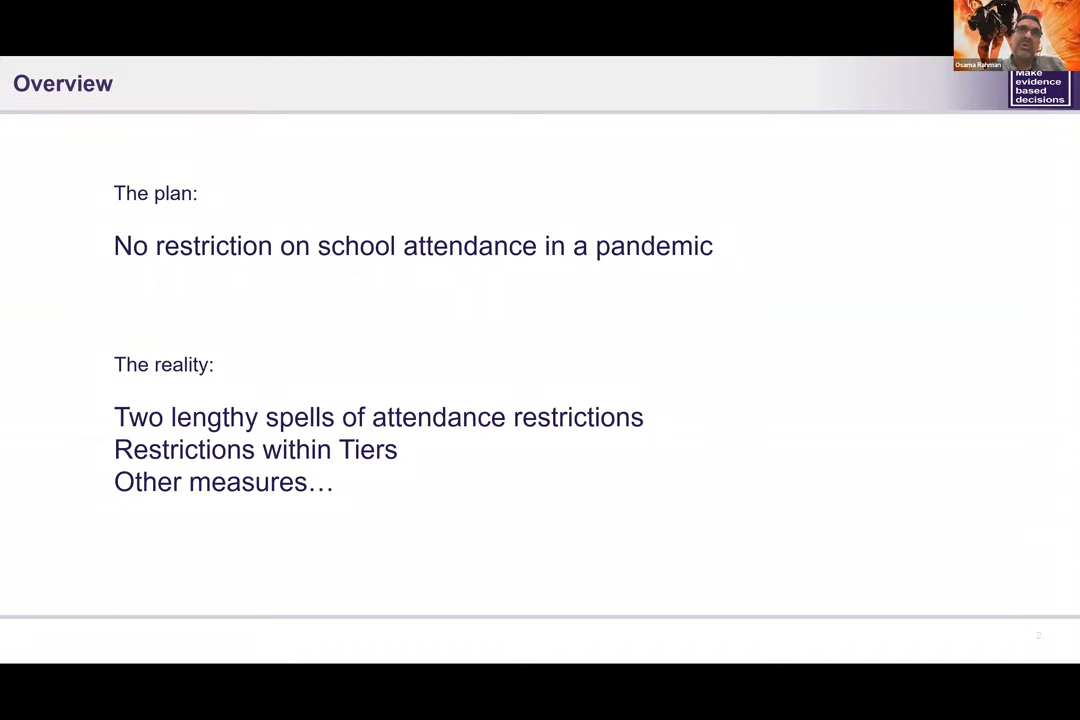 Osama Rahman
Overview
Make
evidence
based
decisions
The plan:
No restriction on school attendance in a pandemic
The reality:
Two lengthy spells of attendance restrictions
Restrictions within Tiers
Other measures…
2